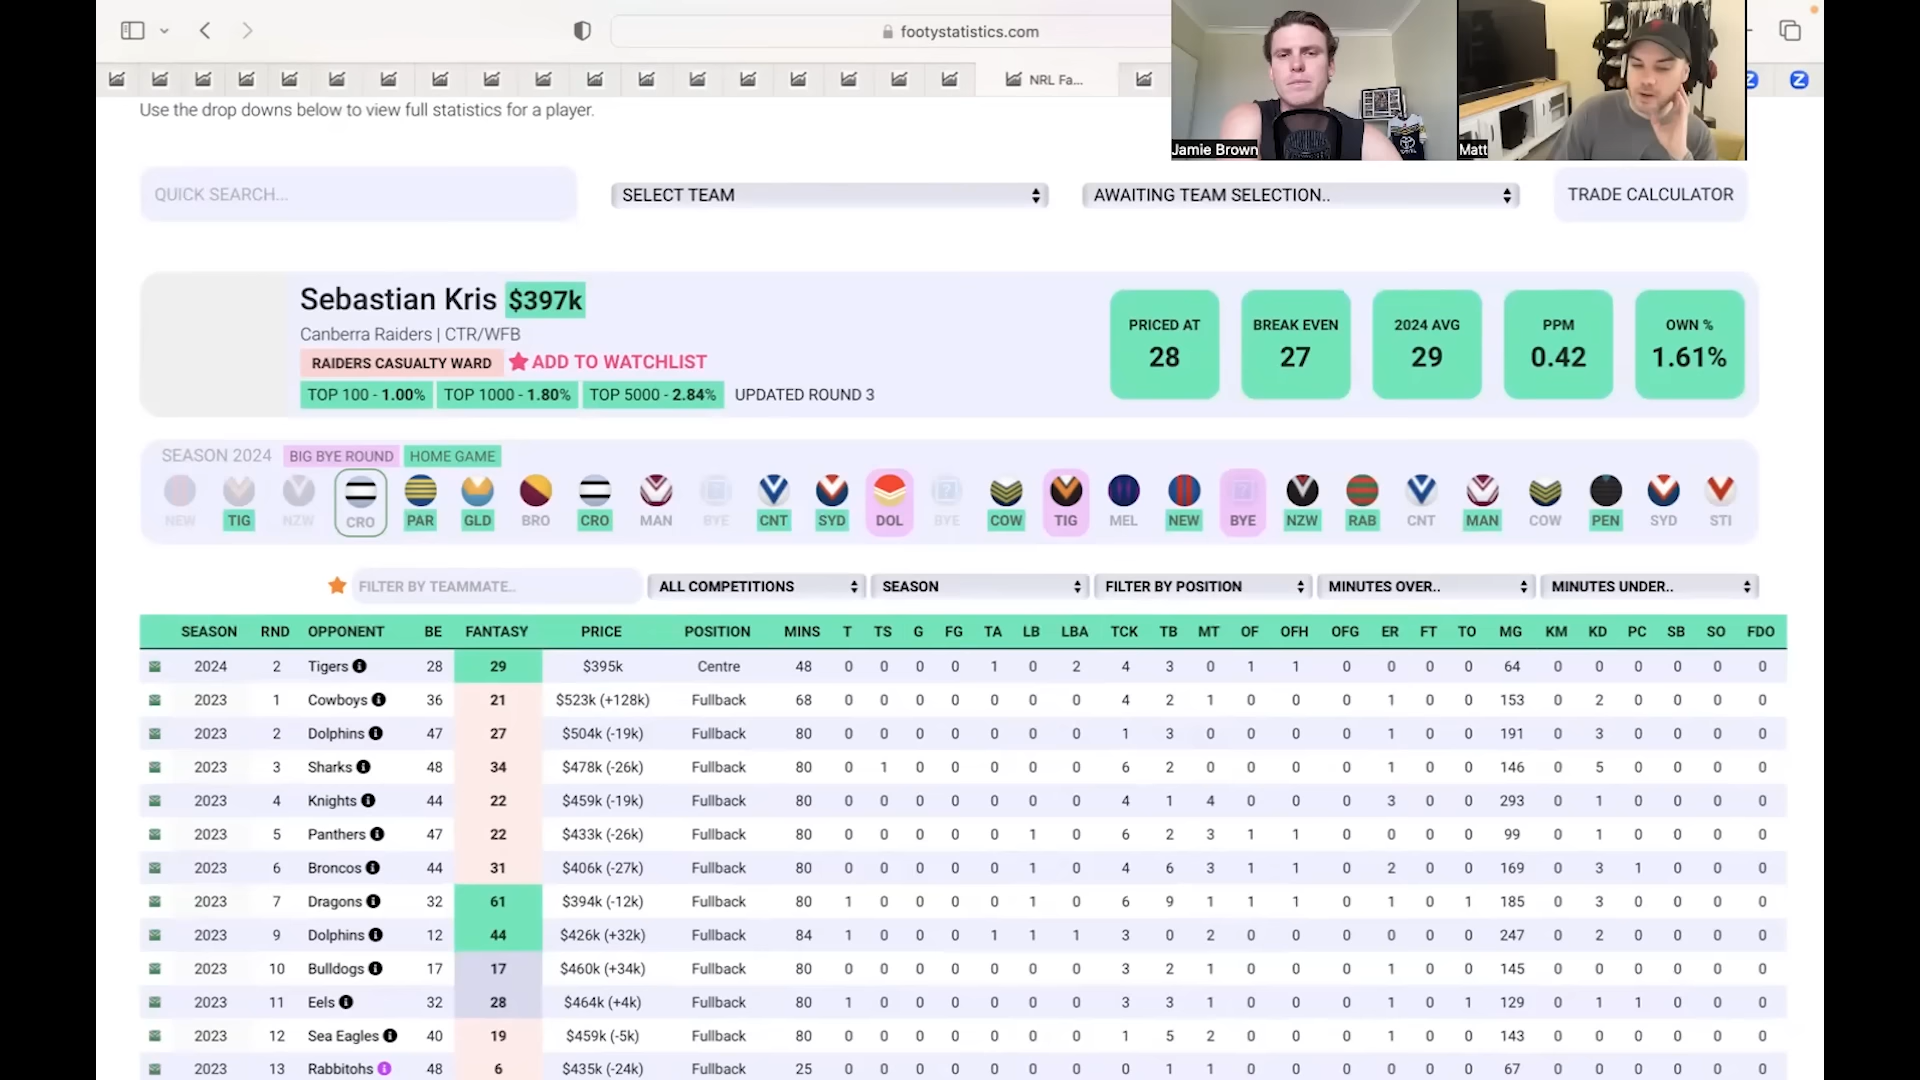 footystatistics.com
NRL Fa...
Use the drop downs below to view full statistics for a player.
Jamie Brown
Matt
QUICK SEARCH...
SELECT TEAM
AWAITING TEAM SELECTION..
TRADE CALCULATOR
Sebastian Kris $397k
Canberra Raiders | CTR/WFB
RAIDERS CASUALTY WARD ADD TO WATCHLIST
TOP 100 - 1.00% TOP 1000 - 1.80% TOP 5000 - 2.84% UPDATED ROUND 3
PRICED AT 28
BREAK EVEN 27
2024 AVG 29
PPM 0.42
OWN % 1.61%
SEASON 2024 BIG BYE ROUND HOME GAME
NEW TIG NZW CRO PAR GLD BRO CRO MAN BYE CNT SYD DOL BYE COW TIG MEL NEW BYE NZW RAB CNT MAN COW PEN SYD STI
FILTER BY TEAMMATE.. ALL COMPETITIONS SEASON FILTER BY POSITION MINUTES OVER.. MINUTES UNDER..
SEASON RND OPPONENT BE FANTASY PRICE POSITION MINS T TS G FG TA LB LBA TCK TB MT OF OFH OFG ER FT TO MG KM KD PC SB SO FDO
2024 2 Tigers 28 29 $395k Centre 48 0 0 0 0 1 0 2 4 3 0 1 1 0 0 0 0 64 0 0 0 0 0 0
2023 1 Cowboys 36 21 $523k (+128k) Fullback 68 0 0 0 0 0 0 0 4 2 1 0 0 0 1 0 0 153 0 2 0 0 0 0
2023 2 Dolphins 47 27 $504k (-19k) Fullback 80 0 0 0 0 0 0 0 1 3 0 0 0 0 1 0 0 191 0 3 0 0 0 0
2023 3 Sharks 48 34 $478k (-26k) Fullback 80 0 1 0 0 0 0 0 6 2 0 0 0 0 1 0 0 146 0 5 0 0 0 0
2023 4 Knights 44 22 $459k (-19k) Fullback 80 0 0 0 0 0 0 0 4 1 4 0 0 0 3 0 0 293 0 1 0 0 0 0
2023 5 Panthers 47 22 $433k (-26k) Fullback 80 0 0 0 0 0 1 0 6 2 3 1 1 0 0 0 0 99 0 1 0 0 0 0
2023 6 Broncos 44 31 $406k (-27k) Fullback 80 0 0 0 0 0 1 0 4 6 3 1 1 0 2 0 0 169 0 3 1 0 0 0
2023 7 Dragons 32 61 $394k (-12k) Fullback 80 1 0 0 0 0 1 0 6 9 1 1 1 0 1 0 1 185 0 3 0 0 0 0
2023 9 Dolphins 12 44 $426k (+32k) Fullback 84 1 0 0 0 1 1 1 3 0 2 0 0 0 0 0 0 247 0 2 0 0 0 0
2023 10 Bulldogs 17 17 $460k (+34k) Fullback 80 0 0 0 0 0 0 0 3 2 1 0 0 0 1 0 0 145 0 0 0 0 0 0
2023 11 Eels 32 28 $464k (+4k) Fullback 80 1 0 0 0 0 0 0 3 3 1 0 0 0 1 0 1 129 0 1 1 0 0 0
2023 12 Sea Eagles 40 19 $459k (-5k) Fullback 80 0 0 0 0 0 0 0 1 5 2 0 0 0 1 0 0 143 0 0 0 0 0 0
2023 13 Rabbitohs 48 6 $435k (-24k) Fullback 25 0 0 0 0 0 0 0 0 1 1 0 0 0 0 0 0 67 0 0 0 0 0 0